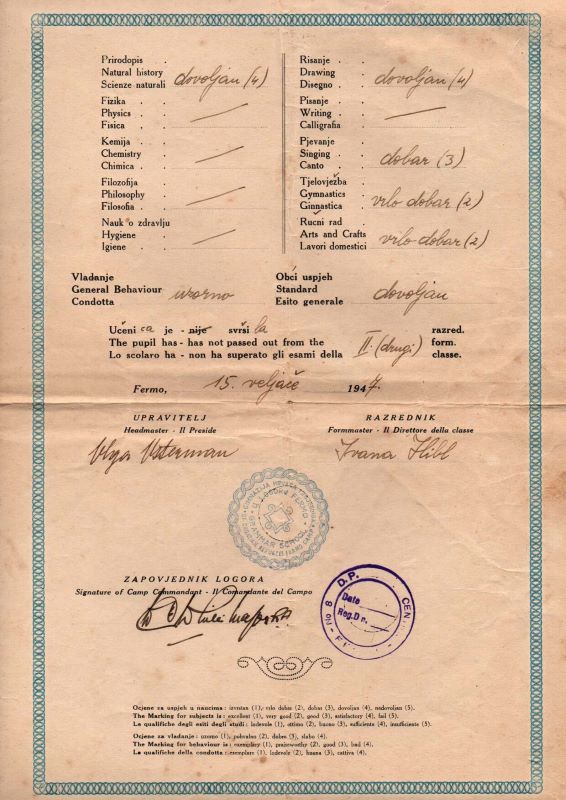 Prirodopis . .
Natural history
Scienze naturali dovoljan (4)
Fizika . . .
Physics . . .
Fisica . . .
Kemija . . .
Chemistry . .
Chimica . . .
Filozofija . .
Philosophy . .
Filosofia . . .
Nauk o zdravlju
Hygiene . . .
Igiene . . .
Risanje . . .
Drawing . . .
Disegno . . . dovoljan (4)
Pisanje . . .
Writing . . .
Calligrafia . .
Pjevanje . .
Singing . . .
Canto . . . dobar (3)
Tjelovježba .
Gymnastics .
Ginnastica . vrlo dobar (2)
Ručni rad .
Arts and Crafts
Lavori domestici vrlo dobar (2)
Vladanje
General Behaviour
Condotta uzorno
Obći uspjeh
Standard
Esito generale dovoljan
Učeni ca je - nije svrši la razred.
The pupil has - has not passed out from the II (drugi) form.
Lo scolaro ha - non ha superato gli esami della classe.
Fermo, 15. veljače 1947.
UPRAVITELJ
Headmaster - Il Preside
RAZREDNIK
Formmaster - Il Direttore della classe
Ivana Hibl
GRAMMAR SCHOOL
ZAPOVJEDNIK LOGORA
Signature of Camp Commandant - Il Comandante del Campo
D.P. CEN
Date
Reg.D r.
No 8
Ocjene za uspjeh u naucima: izvrstan (1), vrlo dobar (2), dobar (3), dovoljan (4), nedovoljan (5).
The Marking for subjects is: excellent (1), very good (2), good (3), satisfactory (4), fail (5).
Le qualifiche degli esiti degli studi: lodevole (1), ottimo (2), buono (3), sufficiente (4), insufficiente (5).
Ocjene za vladanje: uzorno (1), pohvalno (2), dobro (3), slabo (4).
The Marking for behaviour is: exemplary (1), praiseworthy (2), good (3), bad (4).
Le qualifiche della condotta: esemplare (1), lodevole (2), buona (3), cattiva (4).